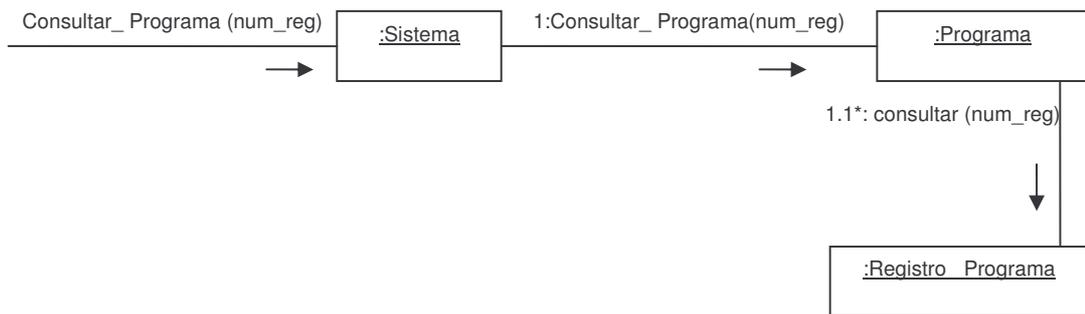 Consultar_ Programa (num_reg)
:Sistema
1:Consultar_ Programa(num_reg)
:Programa
1.1*: consultar (num_reg)
:Registro_ Programa